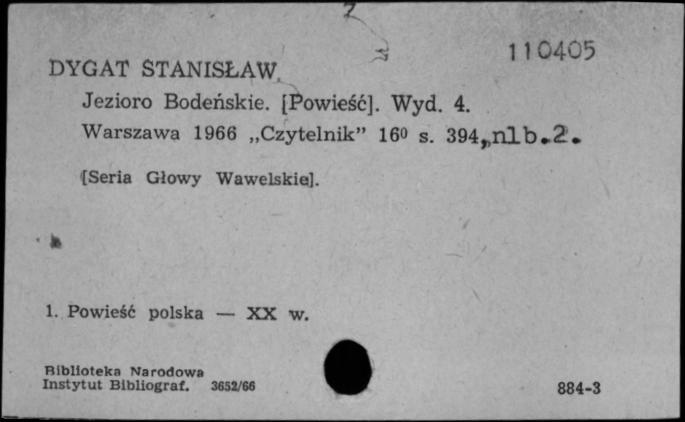 110405
DYGAT STANISŁAW
Jezioro Bodeńskie. [Powieść]. Wyd. 4.
Warszawa 1966 „Czytelnik” 16⁰ s. 394, nlb.2.
[Seria Głowy Wawelskie].
1. Powieść polska — XX w.
Biblioteka Narodowa
Instytut Bibliograf. 3652/66
884-3